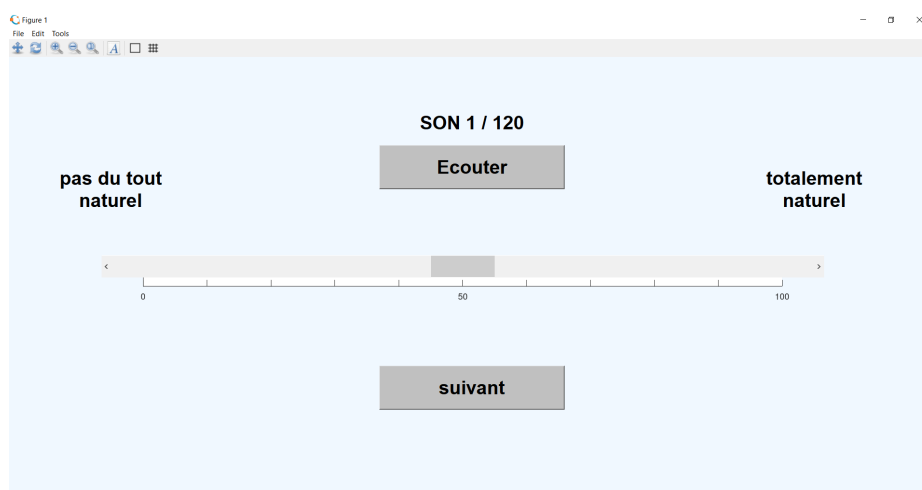 Figure 1
File Edit Tools
A
SON 1 / 120
Ecouter
pas du tout
naturel
totalement
naturel
0 50 100
suivant